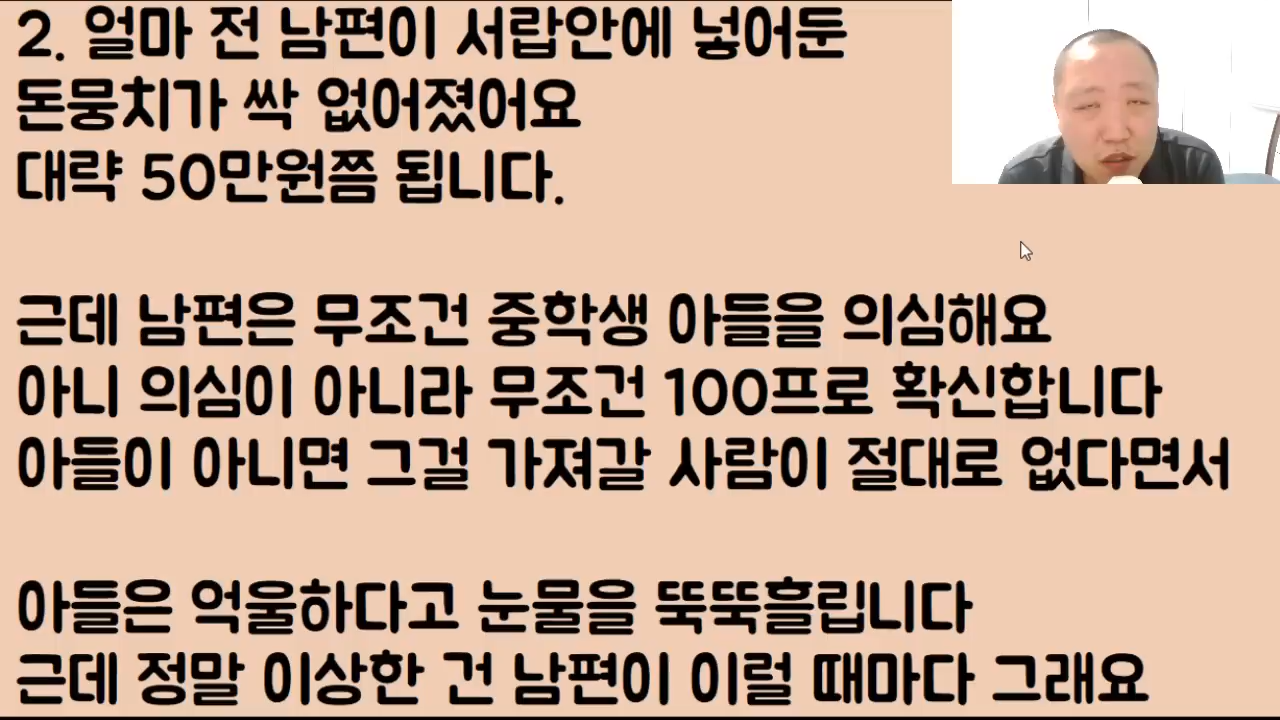 2. 얼마 전 남편이 서랍안에 넣어둔
돈뭉치가 싹 없어졌어요
대략 50만원쯤 됩니다.
근데 남편은 무조건 중학생 아들을 의심해요
아니 의심이 아니라 무조건 100프로 확신합니다
아들이 아니면 그걸 가져갈 사람이 절대로 없다면서
아들은 억울하다고 눈물을 뚝뚝흘립니다
근데 정말 이상한 건 남편이 이럴 때마다 그래요